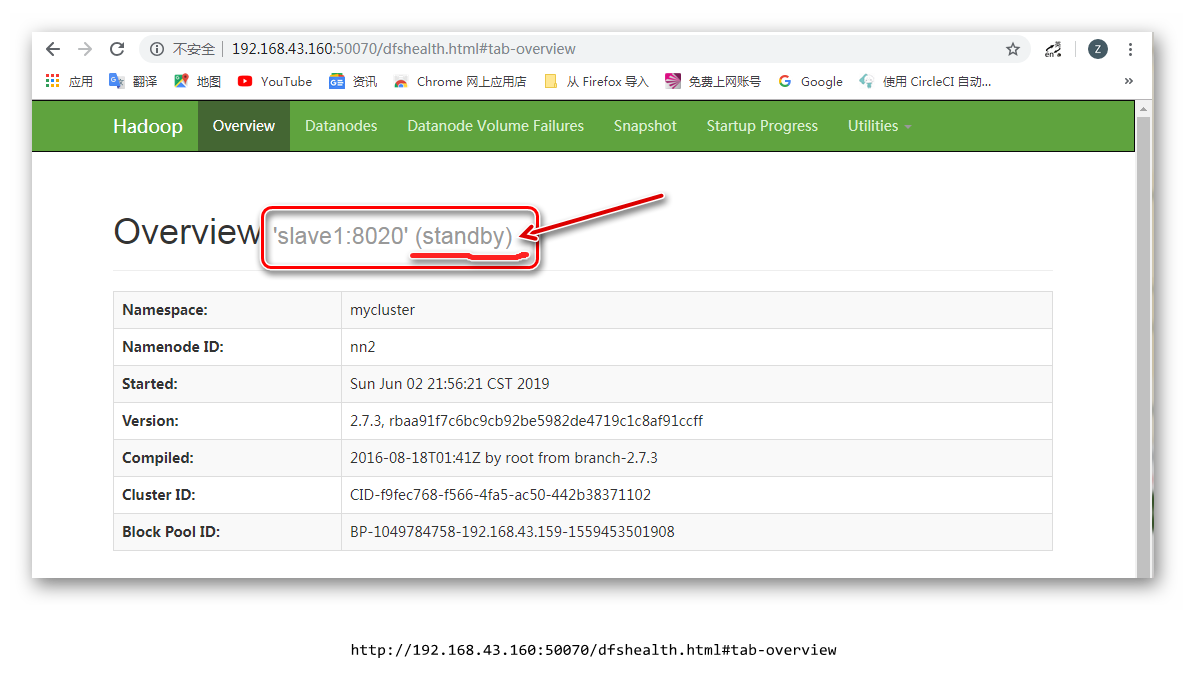 不安全 192.168.43.160:50070/dfshealth.html#tab-overview Z
应用 翻译 地图 YouTube 资讯 Chrome 网上应用店 从 Firefox 导入 免费上网账号 Google 使用 CircleCI 自动... »
Hadoop Overview Datanodes Datanode Volume Failures Snapshot Startup Progress Utilities
Overview 'slave1:8020' (standby)
Namespace: mycluster
Namenode ID: nn2
Started: Sun Jun 02 21:56:21 CST 2019
Version: 2.7.3, rbaa91f7c6bc9cb92be5982de4719c1c8af91ccff
Compiled: 2016-08-18T01:41Z by root from branch-2.7.3
Cluster ID: CID-f9fec768-f566-4fa5-ac50-442b38371102
Block Pool ID: BP-1049784758-192.168.43.159-1559453501908
http://192.168.43.160:50070/dfshealth.html#tab-overview